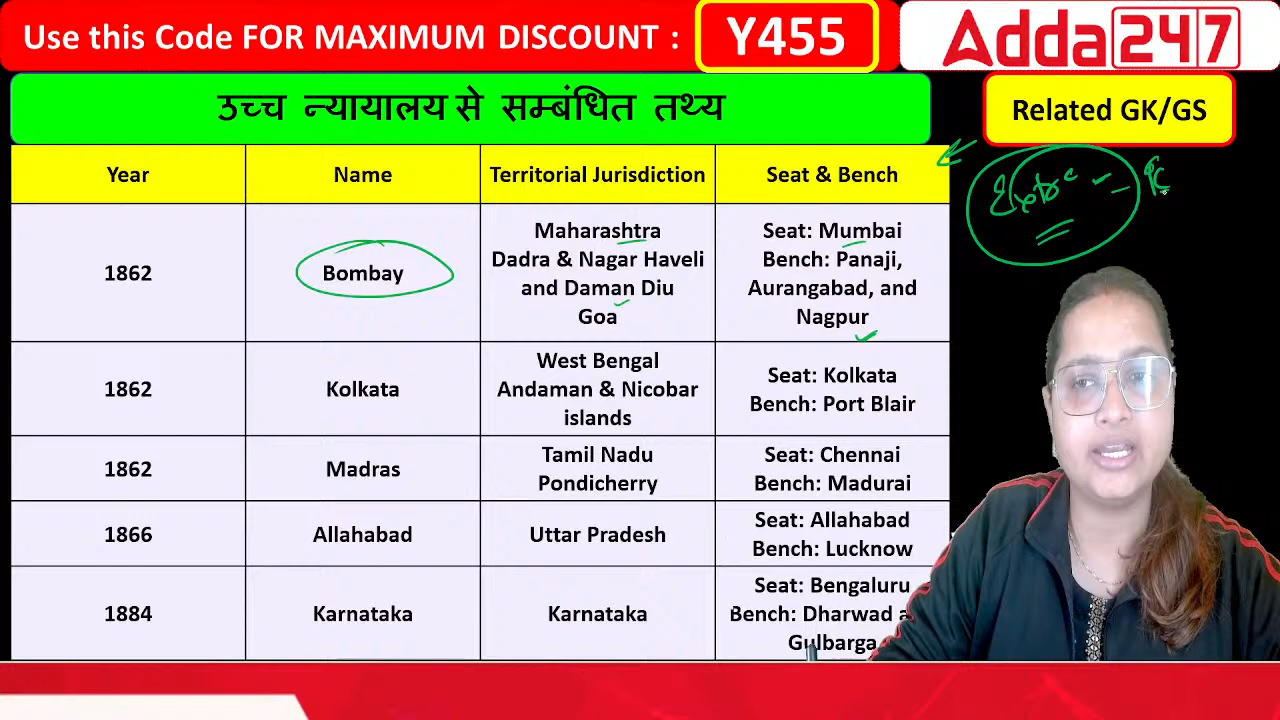 Use this Code FOR MAXIMUM DISCOUNT :
Y455
Adda247
उच्च न्यायालय से सम्बंधित तथ्य
Related GK/GS
Year
Name
Territorial Jurisdiction
Seat & Bench
1862
Bombay
Maharashtra
Dadra & Nagar Haveli
and Daman Diu
Goa
Seat: Mumbai
Bench: Panaji,
Aurangabad, and
Nagpur
1862
Kolkata
West Bengal
Andaman & Nicobar
islands
Seat: Kolkata
Bench: Port Blair
1862
Madras
Tamil Nadu
Pondicherry
Seat: Chennai
Bench: Madurai
1866
Allahabad
Uttar Pradesh
Seat: Allahabad
Bench: Lucknow
1884
Karnataka
Karnataka
Seat: Bengaluru
Bench: Dharwad
Gulbarga